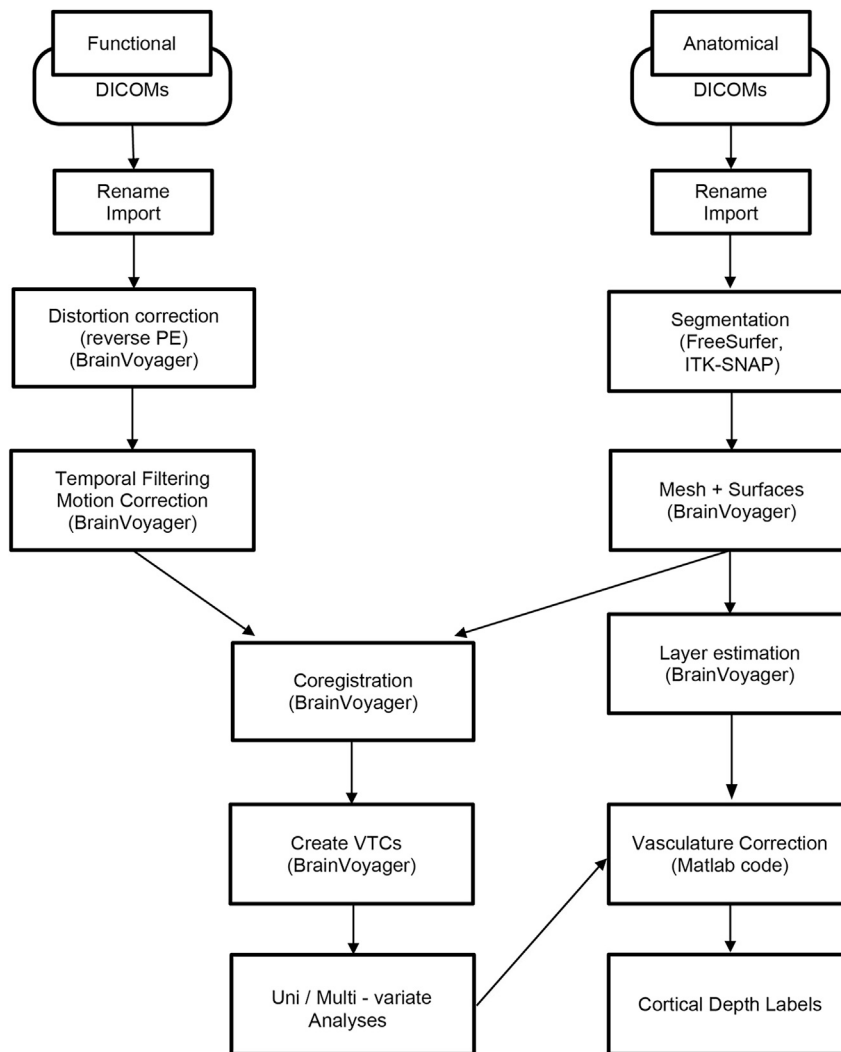 Functional
DICOMs
Rename
Import
Distortion correction
(reverse PE)
(BrainVoyager)
Temporal Filtering
Motion Correction
(BrainVoyager)
Anatomical
DICOMs
Rename
Import
Segmentation
(FreeSurfer,
ITK-SNAP)
Mesh + Surfaces
(BrainVoyager)
Coregistration
(BrainVoyager)
Create VTCs
(BrainVoyager)
Uni / Multi - variate
Analyses
Layer estimation
(BrainVoyager)
Vasculature Correction
(Matlab code)
Cortical Depth Labels